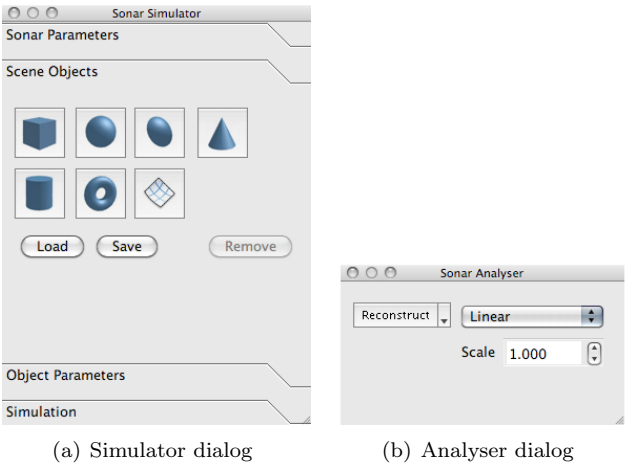 Sonar Simulator
Sonar Parameters
Scene Objects
Load Save Remove
Object Parameters
Simulation
(a) Simulator dialog
Sonar Analyser
Reconstruct Linear
Scale 1.000
(b) Analyser dialog